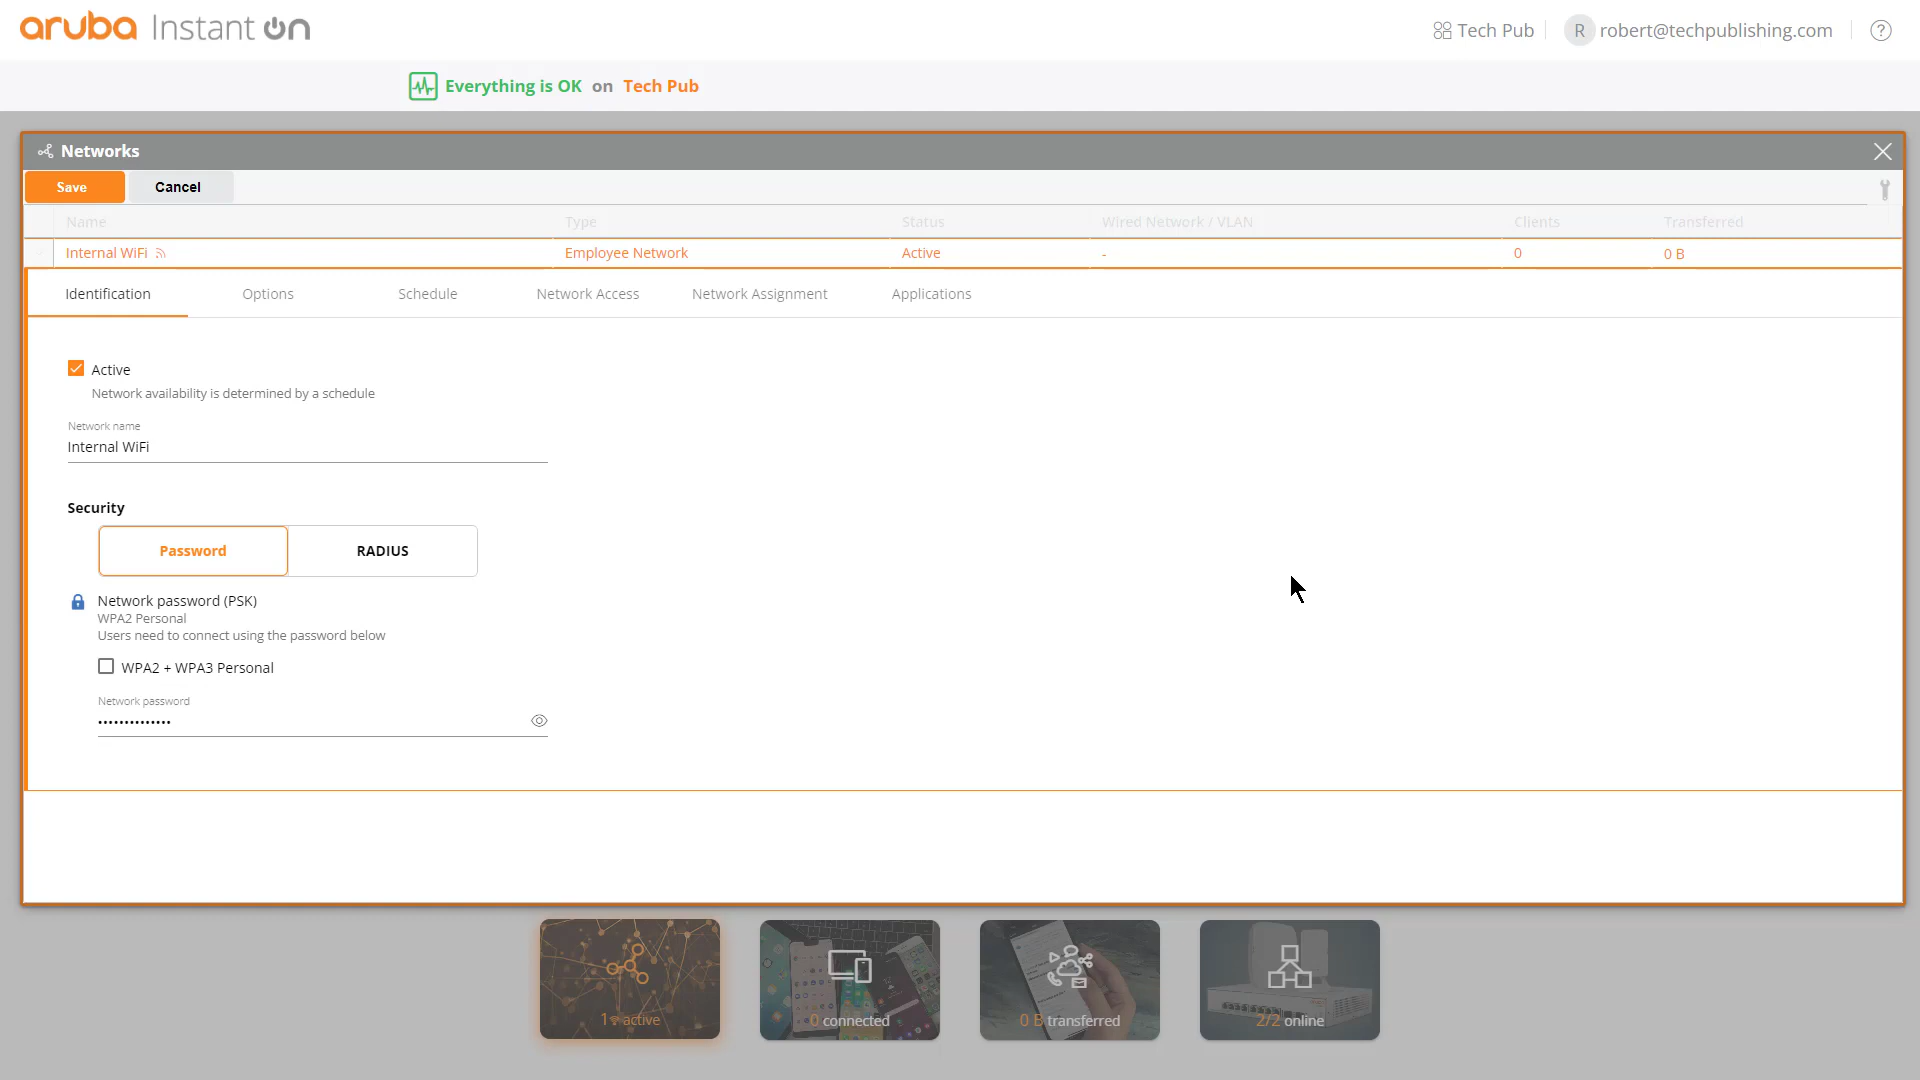 aruba Instant On
Tech Pub
R robert@techpublishing.com
?
Everything is OK on Tech Pub
Networks
Save Cancel
Name Type Status Wired Network / VLAN Clients Transferred
Internal WiFi Employee Network Active - 0 0 B
Identification Options Schedule Network Access Network Assignment Applications
Active
Network availability is determined by a schedule
Network name
Internal WiFi
Security
Password RADIUS
Network password (PSK)
WPA2 Personal
Users need to connect using the password below
WPA2 + WPA3 Personal
Network password
••••••••••••••
1 active 0 connected 0 B transferred 2/2 online